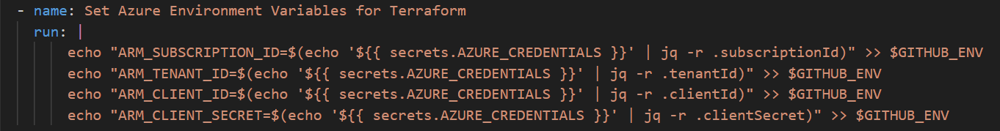 - name: Set Azure Environment Variables for Terraform
run: |
echo "ARM_SUBSCRIPTION_ID=$(echo '${{ secrets.AZURE_CREDENTIALS }}' | jq -r .subscriptionId)" >> $GITHUB_ENV
echo "ARM_TENANT_ID=$(echo '${{ secrets.AZURE_CREDENTIALS }}' | jq -r .tenantId)" >> $GITHUB_ENV
echo "ARM_CLIENT_ID=$(echo '${{ secrets.AZURE_CREDENTIALS }}' | jq -r .clientId)" >> $GITHUB_ENV
echo "ARM_CLIENT_SECRET=$(echo '${{ secrets.AZURE_CREDENTIALS }}' | jq -r .clientSecret)" >> $GITHUB_ENV